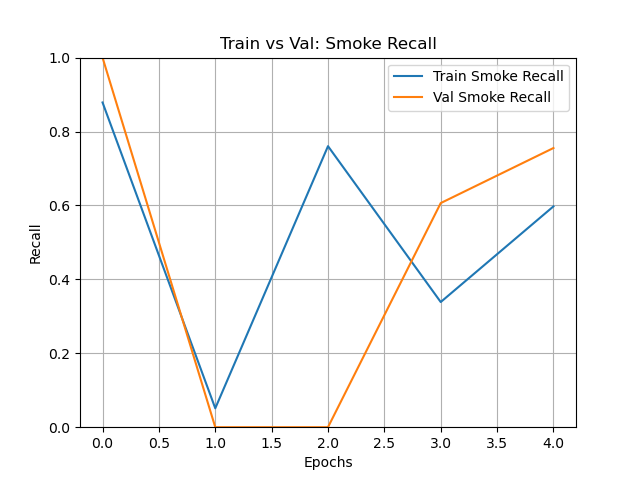 Train vs Val: Smoke Recall
Train Smoke Recall
Val Smoke Recall
Recall
1.0
0.8
0.6
0.4
0.2
0.0
0.0 0.5 1.0 1.5 2.0 2.5 3.0 3.5 4.0
Epochs